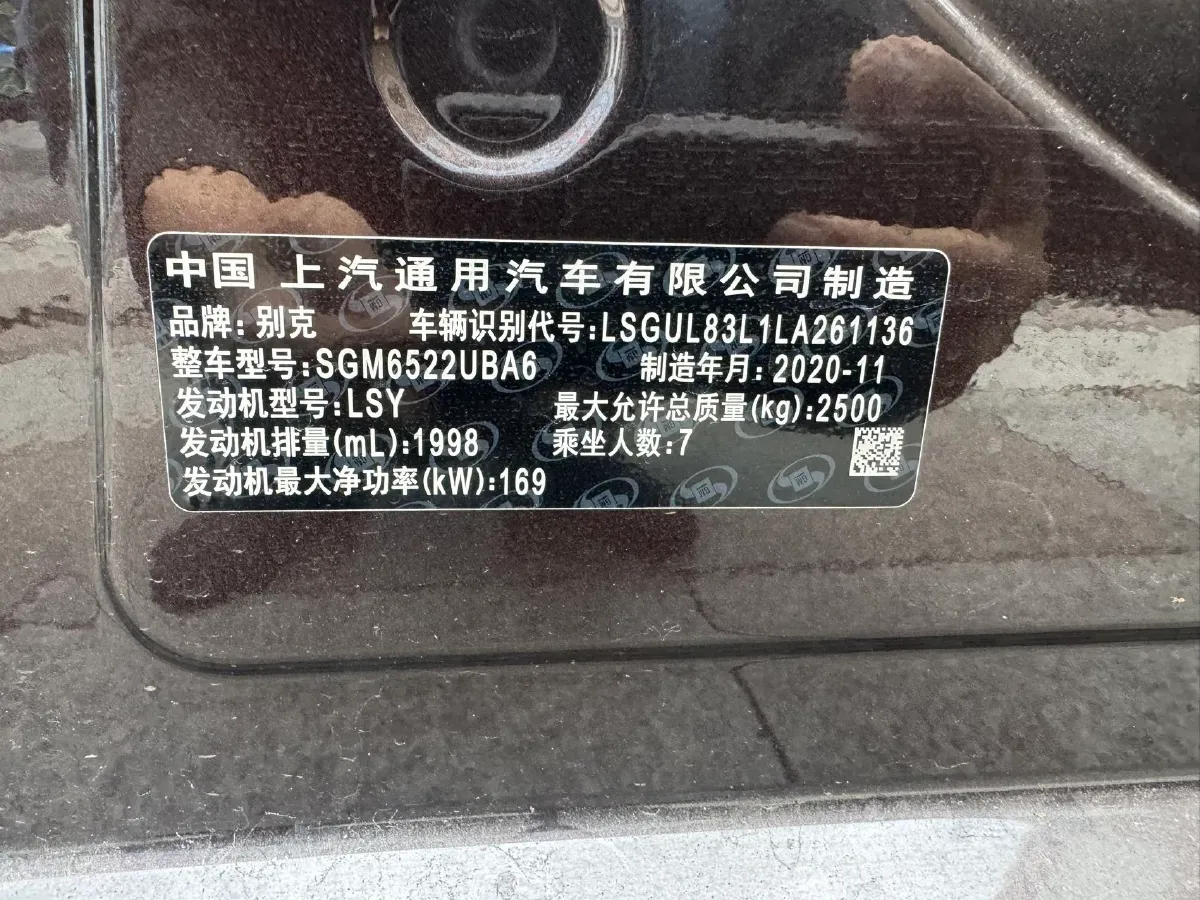 中国 上汽通用汽车有限公司制造
品牌:别克 车辆识别代号:LSGUL83L1LA261136
整车型号:SGM6522UBA6 制造年月:2020-11
发动机型号:LSY 最大允许总质量(kg):2500
发动机排量(mL):1998 乘坐人数:7
发动机最大净功率(kW):169